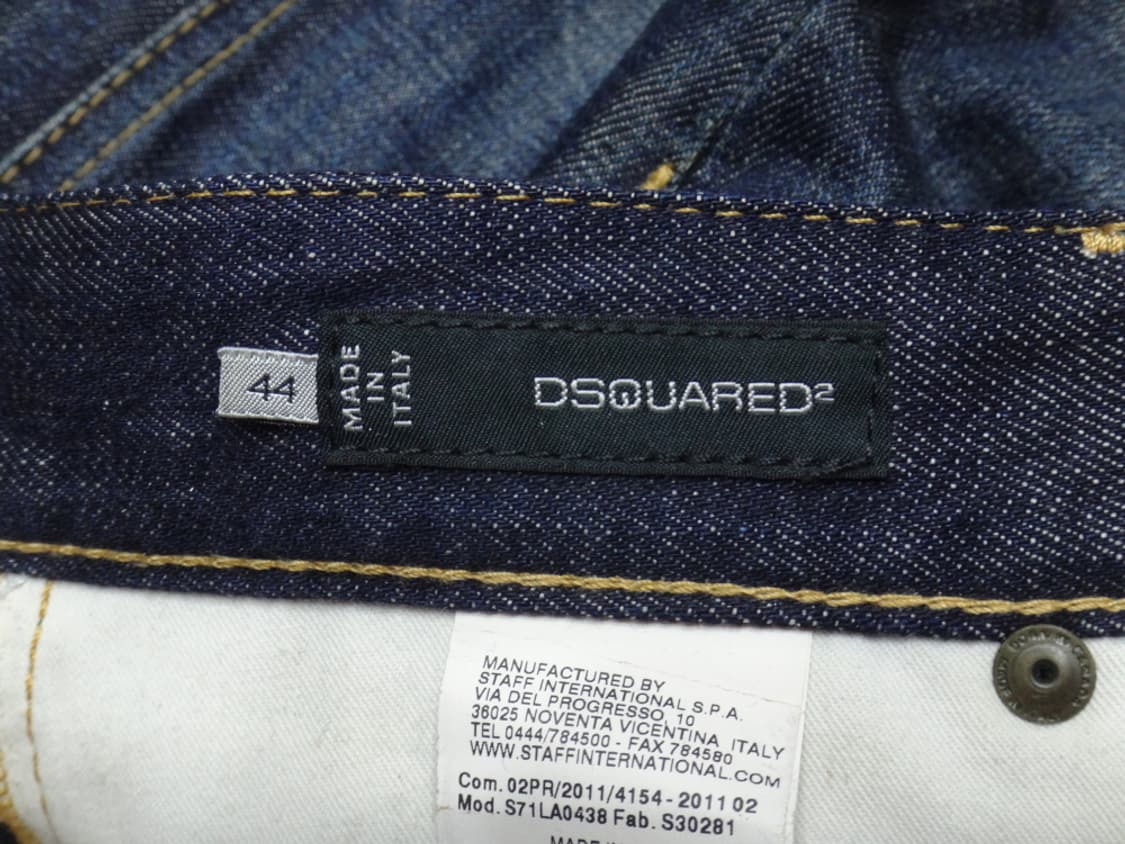 44
MADE
IN
ITALY
DSQUARED²
MANUFACTURED BY
STAFF INTERNATIONAL S.P.A.
VIA DEL PROGRESSO, 10
36025 NOVENTA VICENTINA ITALY
TEL 0444/784500 - FAX 784580
WWW.STAFFINTERNATIONAL.COM
Com. 02PR/2011/4154 - 2011 02
Mod. S71LA0438 Fab. S30281